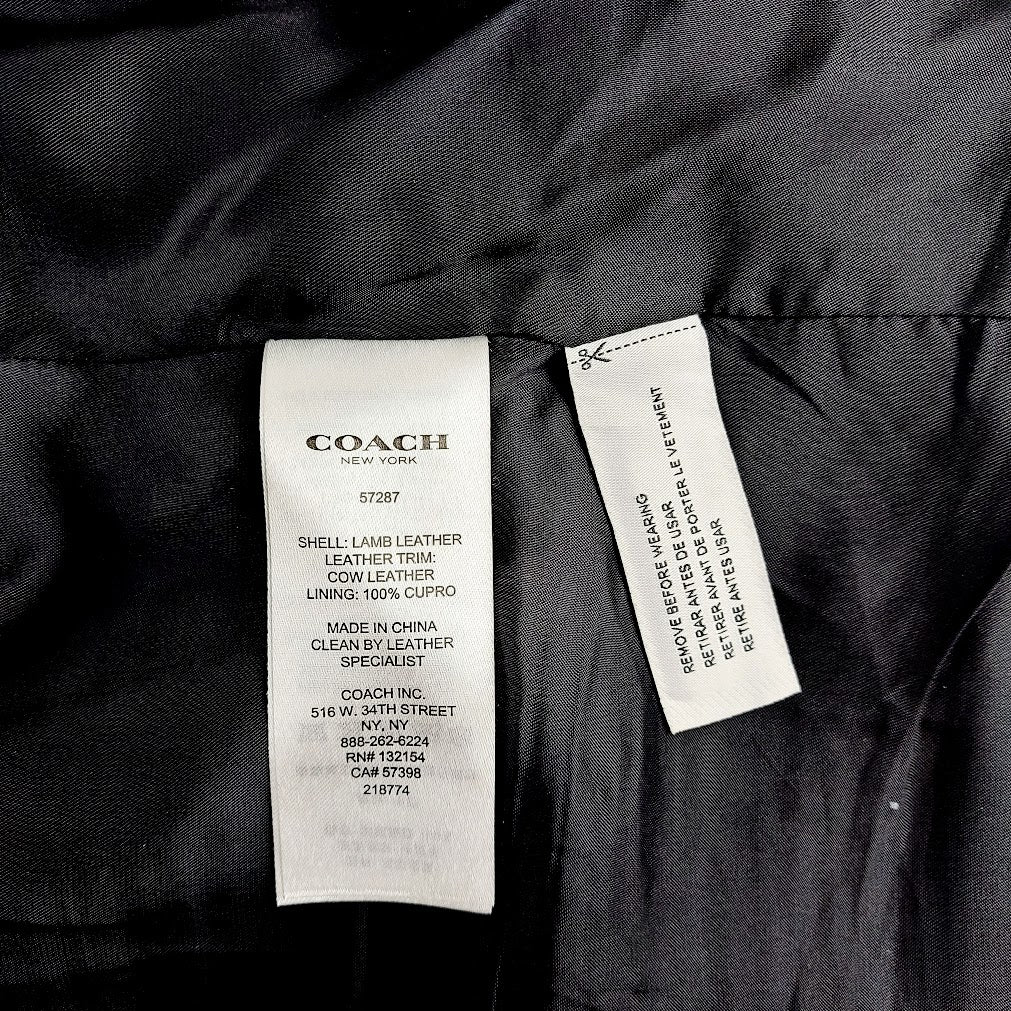 COACH
NEW YORK
57287
SHELL: LAMB LEATHER
LEATHER TRIM:
COW LEATHER
LINING: 100% CUPRO
MADE IN CHINA
CLEAN BY LEATHER
SPECIALIST
COACH INC.
516 W. 34TH STREET
NY, NY
888-262-6224
RN# 132154
CA# 57398
218774
REMOVE BEFORE WEARING
RETIRAR ANTES DE USAR
RETIRER AVANT DE PORTER LE VETEMENT
RETIRE ANTES USAR